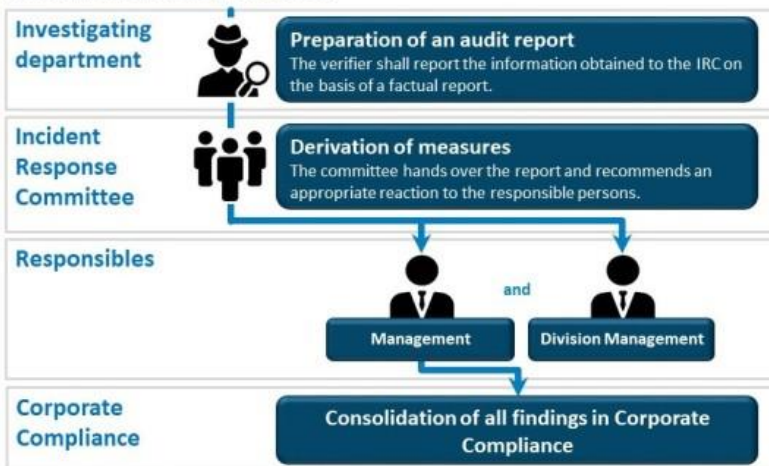 Investigating
department
Preparation of an audit report
The verifier shall report the information obtained to the IRC on
the basis of a factual report.
Incident
Response
Committee
Derivation of measures
The committee hands over the report and recommends an
appropriate reaction to the responsible persons.
Responsibles
and
Management
Division Management
Corporate
Compliance
Consolidation of all findings in Corporate
Compliance